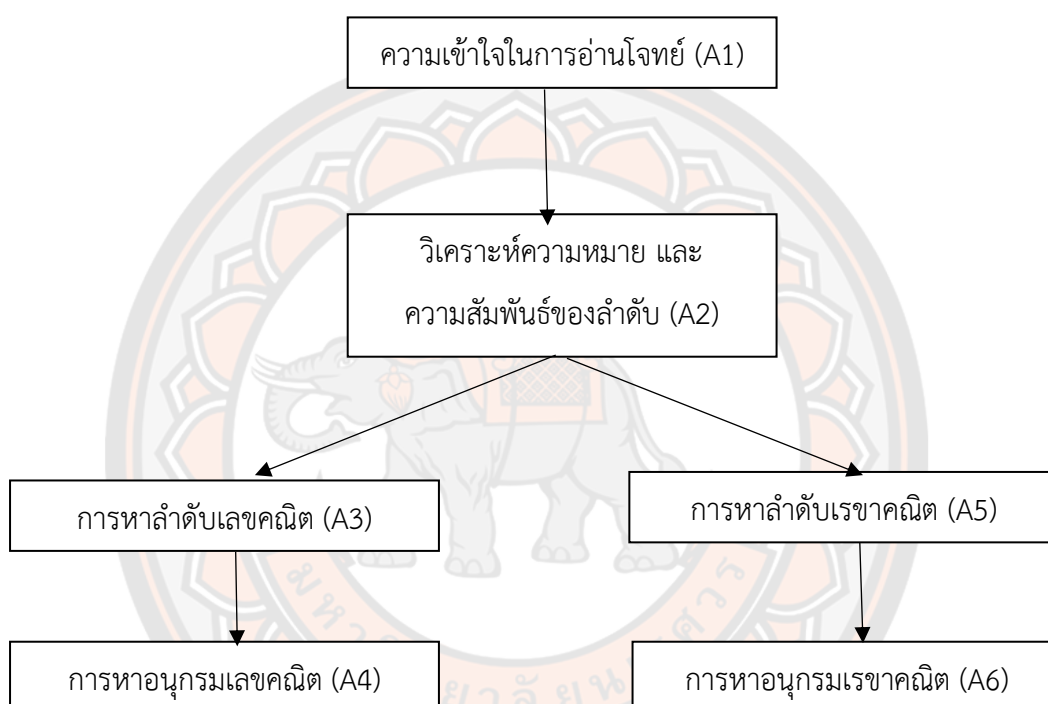 ความเข้าใจในการอ่านโจทย์ (A1)
วิเคราะห์ความหมาย และ
ความสัมพันธ์ของลำดับ (A2)
การหาลำดับเลขคณิต (A3)
การหาลำดับเรขาคณิต (A5)
การหาอนุกรมเลขคณิต (A4)
การหาอนุกรมเรขาคณิต (A6)